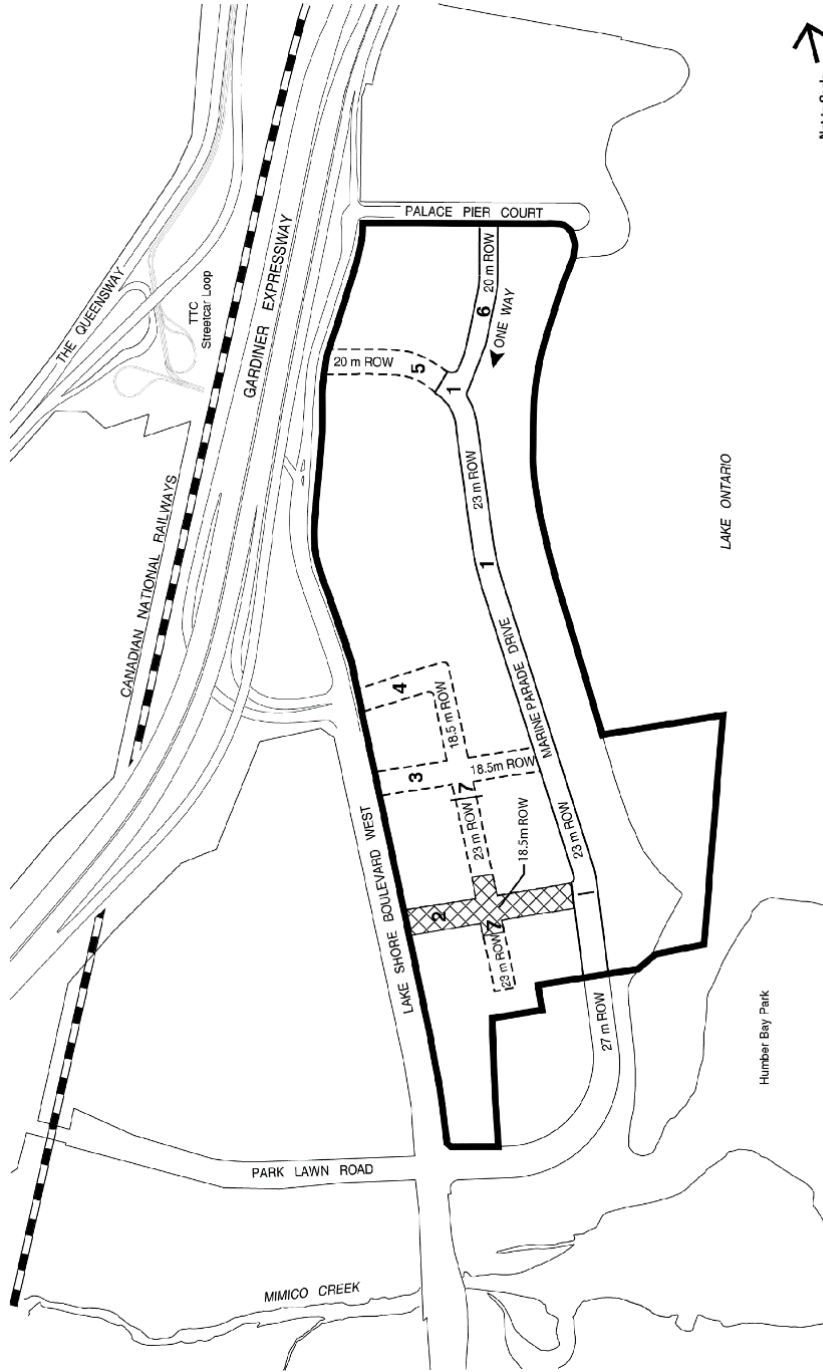 THE QUEENSWAY
TTC
Streetcar Loop
CANADIAN NATIONAL RAILWAYS
GARDINER EXPRESSWAY
PALACE PIER COURT
20 m ROW
6
ONE WAY
20 m ROW
5
1
23 m ROW
1
MARINE PARADE DRIVE
LAKE ONTARIO
4
18.5m ROW
3
18.5m ROW
7
23 m ROW
18.5m ROW
23 m ROW
2
7
23 m ROW
LAKE SHORE BOULEVARD WEST
27 m ROW
Humber Bay Park
PARK LAWN ROAD
MIMICO CREEK